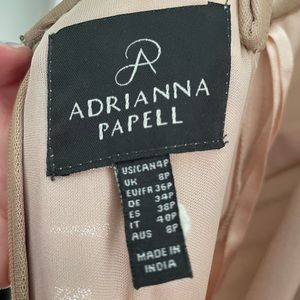 AP
ADRIANNA
PAPELL
US/CAN 4P
UK 8P
EU/FR 36P
DE 34P
ES 38P
IT 40P
AUS 8P
MADE IN
INDIA